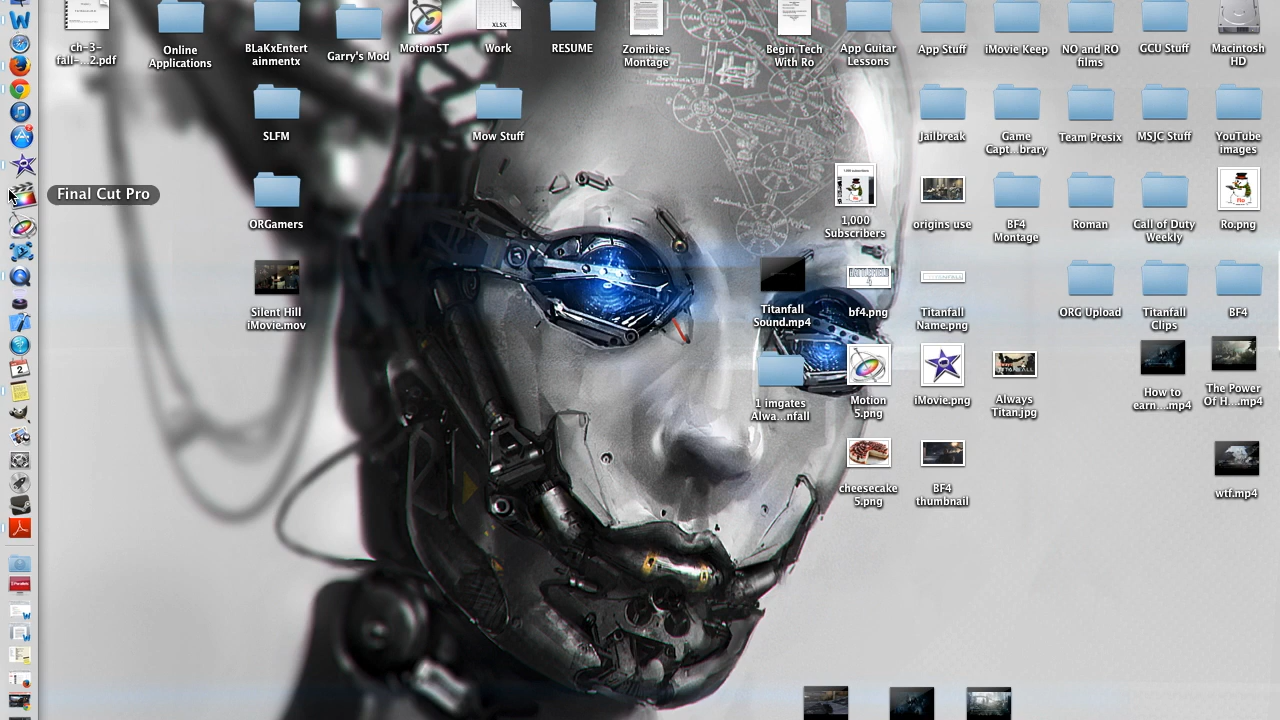 ch-3-
fall-...2.pdf
Online
Applications
BLaKxEntert
ainmentx
Garry's Mod
Motion5T
XLSX
Work
RESUME
Zomibies
Montage
Begin Tech
With Ro
App Guitar
Lessons
App Stuff
iMovie Keep
NO and RO
films
GCU Stuff
Macintosh
HD
SLFM
Mow Stuff
Jailbreak
Game
Capt...brary
Team Presix
MSJC Stuff
YouTube
images
Final Cut Pro
ORGamers
1,000
Subscribers
origins use
BF4
Montage
Roman
Call of Duty
Weekly
Ro.png
Silent Hill
iMovie.mov
Titanfall
Sound.mp4
bf4.png
Titanfall
Name.png
ORG Upload
Titanfall
Clips
BF4
1 imgates
Alwa...nfall
Motion
5.png
iMovie.png
Always
Titan.jpg
How to
earn...mp4
The Power
Of H...mp4
cheesecake
5.png
BF4
thumbnail
wtf.mp4